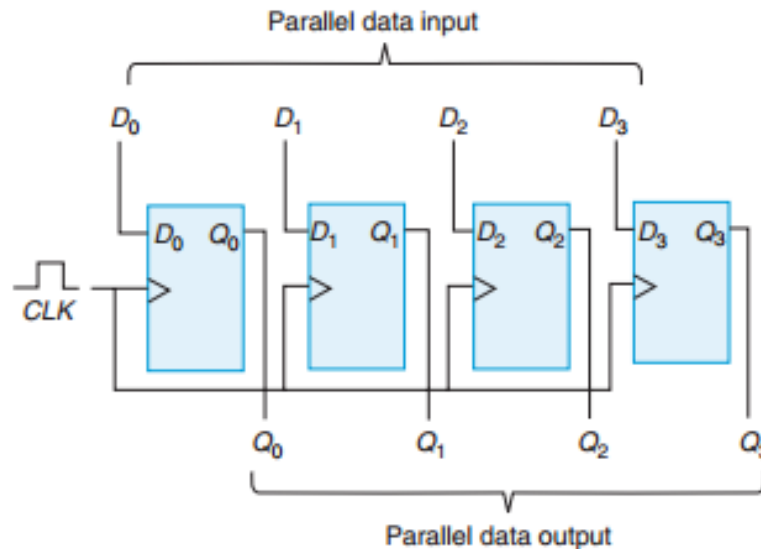 Parallel data input
D₀ D₁ D₂ D₃
D₀ Q₀ D₁ Q₁ D₂ Q₂ D₃ Q₃
CLK
Q₀ Q₁ Q₂ Q
Parallel data output